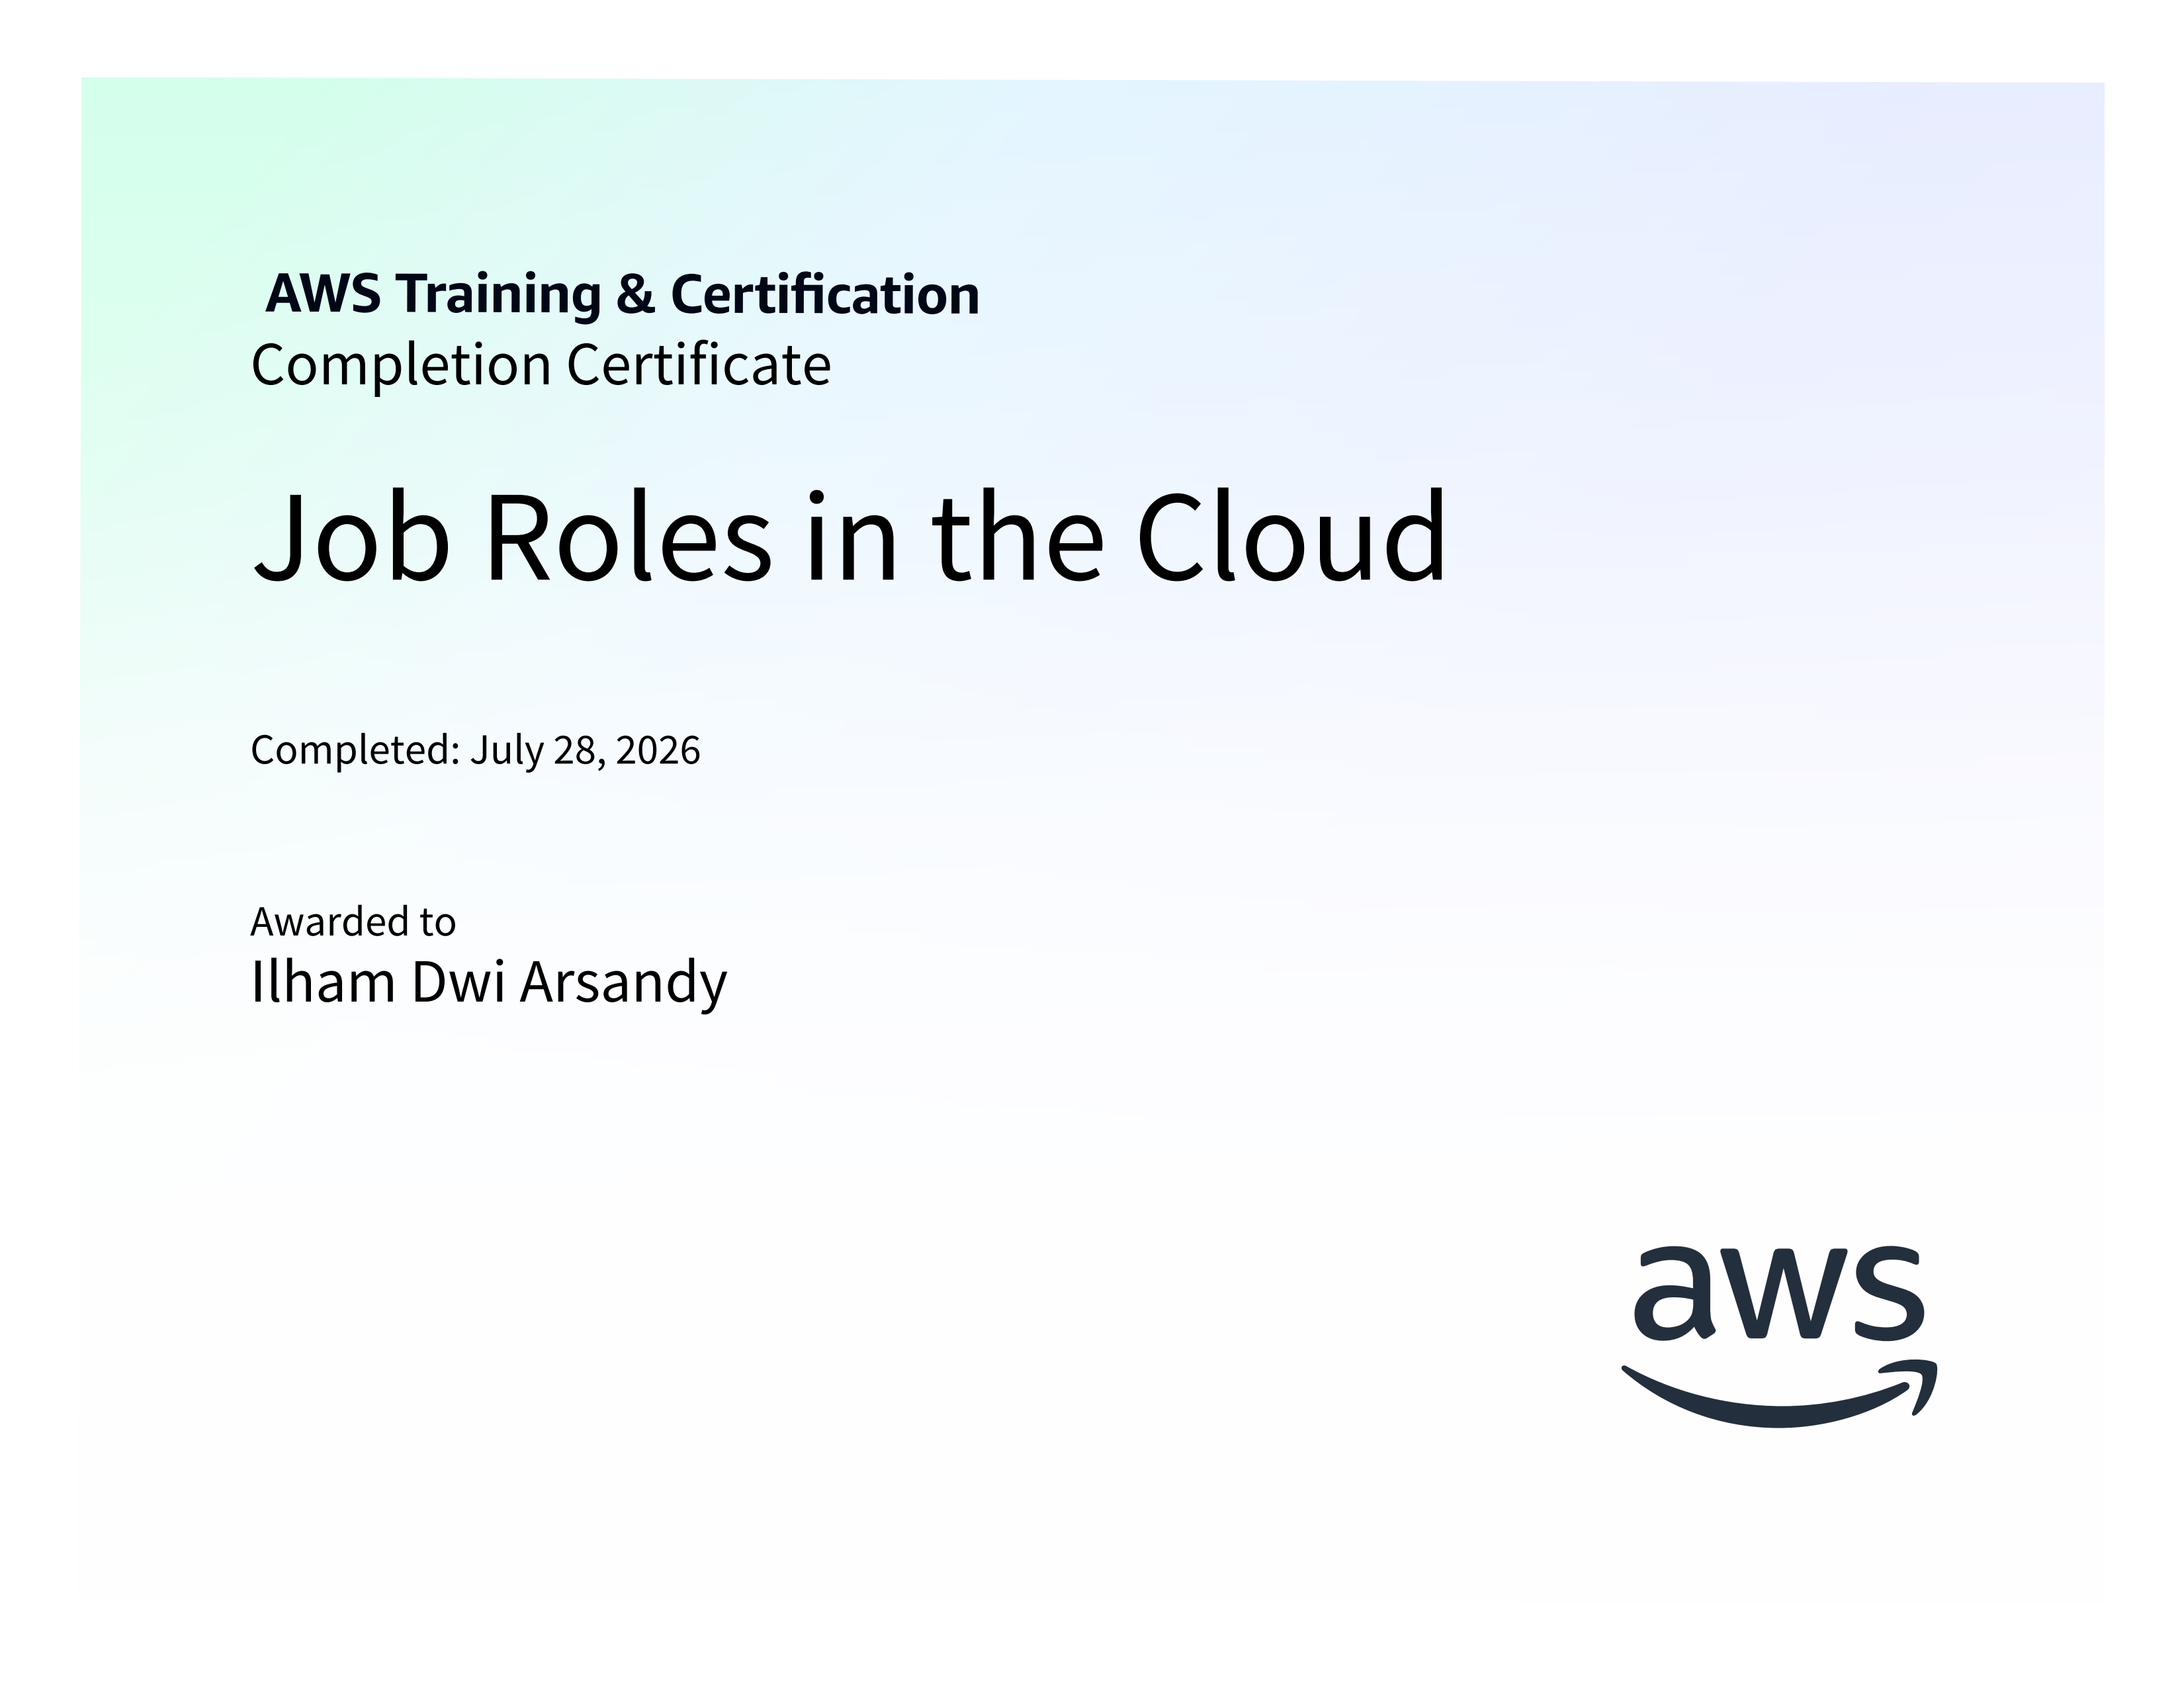 AWS Training & Certification
Completion Certificate
Job Roles in the Cloud
Completed: July 28, 2026
Awarded to
Ilham Dwi Arsandy
aws